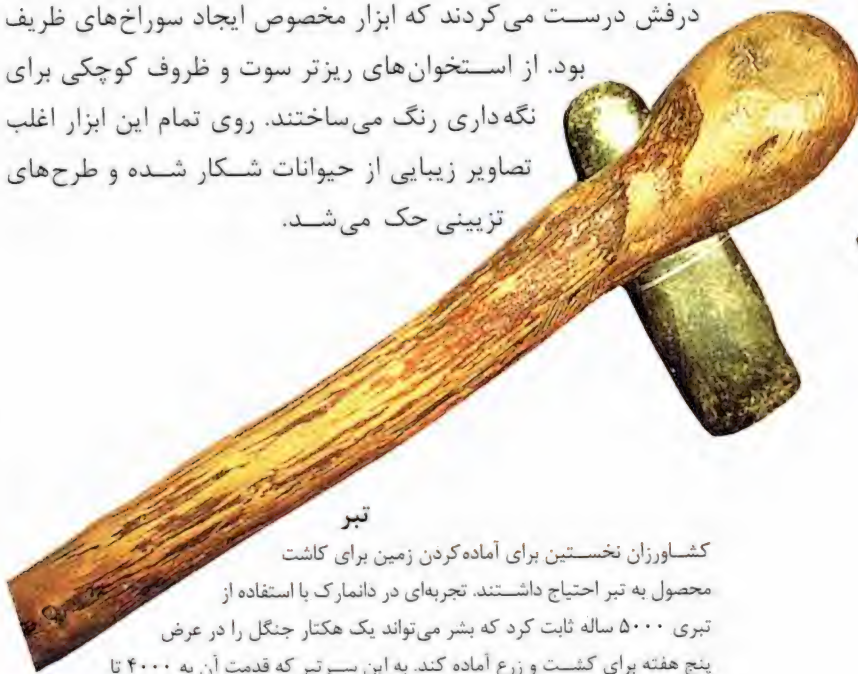 درفش درست می‌کردند که ابزار مخصوص ایجاد سوراخ‌های ظریف
بود. از استخوان‌های ریزتر سوت و ظروف کوچکی برای
نگه‌داری رنگ می‌ساختند. روی تمام این ابزار اغلب
تصاویر زیبایی از حیوانات شکار شده و طرح‌های
تزیینی حک می‌شد.
تبر
کشاورزان نخستین برای آماده‌کردن زمین برای کاشت
محصول به تبر احتیاج داشتند. تجربه‌ای در دانمارک با استفاده از
تبری ۵۰۰۰ ساله ثابت کرد که بشر می‌تواند یک هکتار جنگل را در عرض
پنج هفته برای کشت و زرع آماده کند. به این سرتبر که قدمت آن به ۴۰۰۰ تا